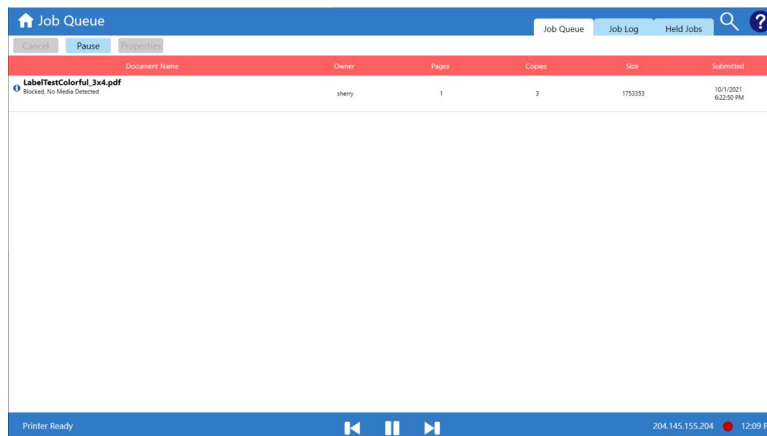 Job Queue
Job Queue Job Log Held Jobs ?
Cancel Pause Properties
Document Name Owner Pages Copies Size Submitted
LabelTestColorful_3x4.pdf
Blocked, No Media Detected
sherry 1 3 1753353
10/1/2021
6:22:50 PM
Printer Ready 204.145.155.204 12:09 P